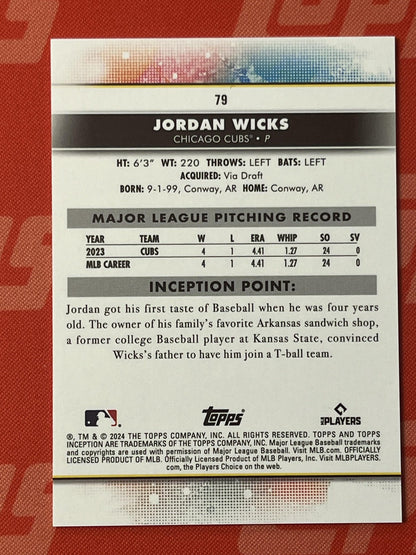 79
JORDAN WICKS
CHICAGO CUBS® • P
HT: 6'3" WT: 220 THROWS: LEFT BATS: LEFT
ACQUIRED: Via Draft
BORN: 9-1-99, Conway, AR HOME: Conway, AR
MAJOR LEAGUE PITCHING RECORD
YEAR TEAM W L ERA WHIP SO SV
2023 CUBS 4 1 4.41 1.27 24 0
MLB CAREER 4 1 4.41 1.27 24 0
INCEPTION POINT:
Jordan got his first taste of Baseball when he was four years
old. The owner of his family's favorite Arkansas sandwich shop,
a former college Baseball player at Kansas State, convinced
Wicks's father to have him join a T-ball team.
topps
MLB PLAYERS
®, TM & © 2024 THE TOPPS COMPANY, INC. ALL RIGHTS RESERVED. TOPPS AND TOPPS
INCEPTION ARE TRADEMARKS OF THE TOPPS COMPANY, INC. Major League Baseball trademarks and
copyrights are used with permission of Major League Baseball. Visit MLB.com. OFFICIALLY
LICENSED PRODUCT OF MLB. Officially Licensed Product of MLB Players, Inc. Visit MLBPLAYERS.
com, the Players Choice on the web.